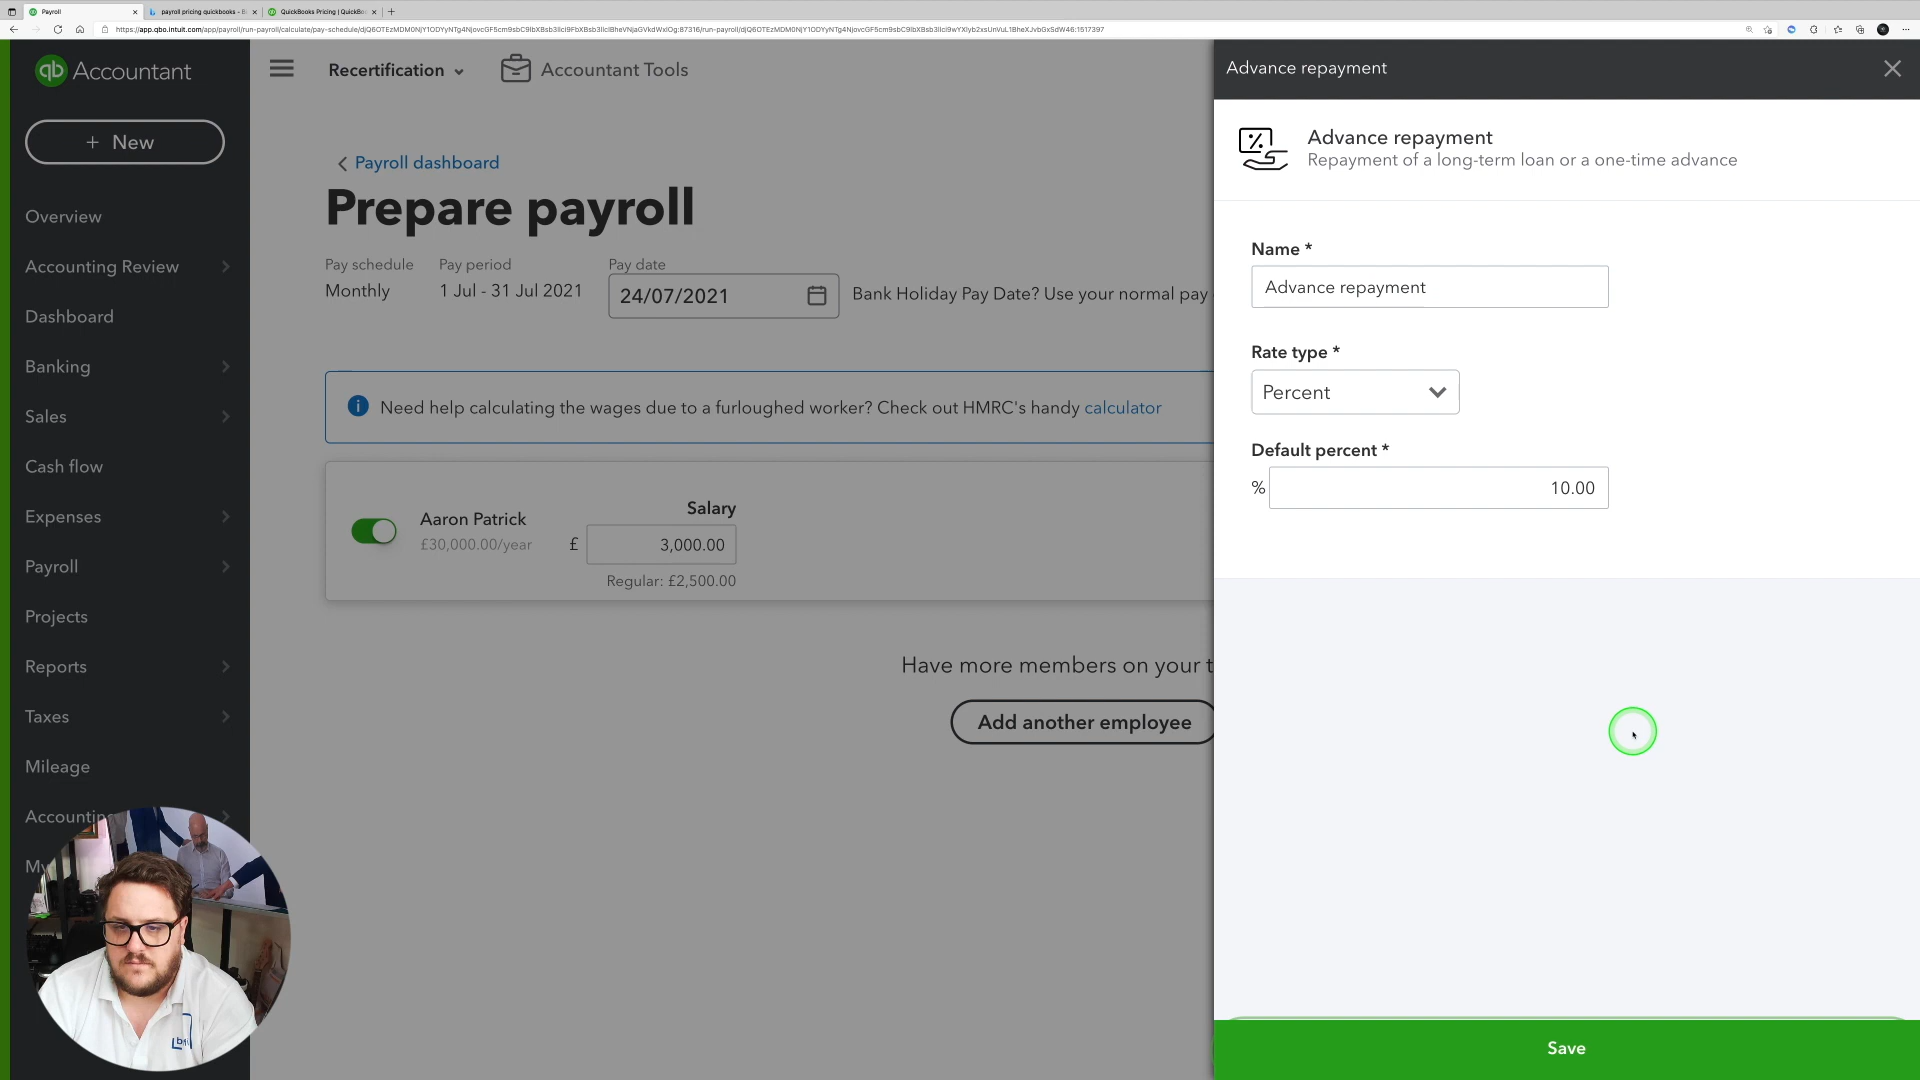 Payroll
payroll pricing quickbooks - B
QuickBooks Pricing | QuickBo
qb Accountant
+ New
Overview
Accounting Review
Dashboard
Banking
Sales
Cash flow
Expenses
Payroll
Projects
Reports
Taxes
Mileage
Accounting
My
Recertification
Accountant Tools
Payroll dashboard
Prepare payroll
Pay schedule
Monthly
Pay period
1 Jul - 31 Jul 2021
Pay date
24/07/2021
Bank Holiday Pay Date? Use your normal pay
Need help calculating the wages due to a furloughed worker? Check out HMRC's handy calculator
Aaron Patrick
£30,000.00/year
Salary
£ 3,000.00
Regular: £2,500.00
Have more members on your t
Add another employee
Advance repayment
Advance repayment
Repayment of a long-term loan or a one-time advance
Name *
Advance repayment
Rate type *
Percent
Default percent *
% 10.00
Save